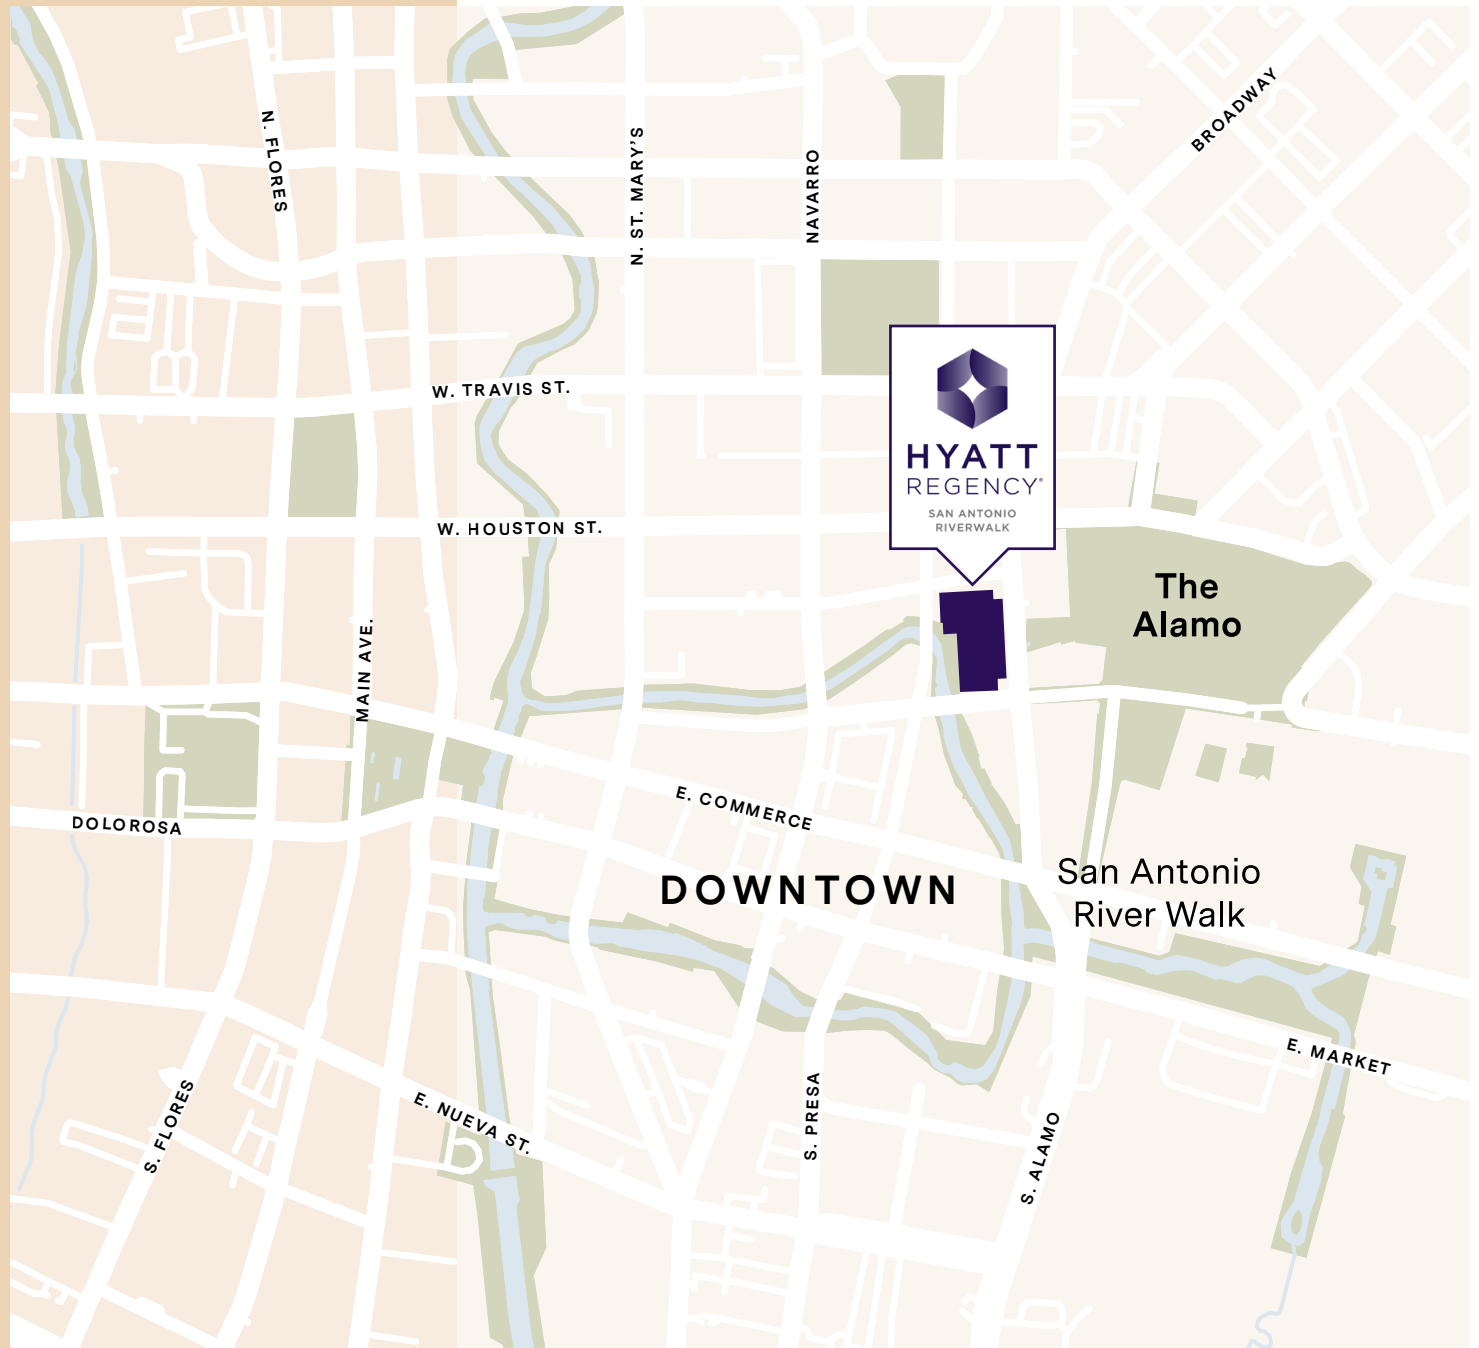 BROADWAY
N. FLORES
N. ST. MARY'S
NAVARRO
W. TRAVIS ST.
HYATT
REGENCY®
SAN ANTONIO
RIVERWALK
W. HOUSTON ST.
The
Alamo
MAIN AVE.
E. COMMERCE
DOLOROSA
DOWNTOWN
San Antonio
River Walk
E. MARKET
S. FLORES
E. NUEVA ST.
S. PRESA
S. ALAMO